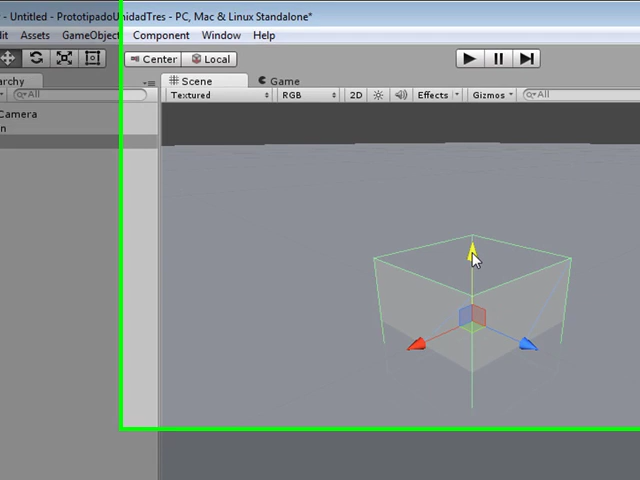 - Untitled - PrototipadoUnidadTres - PC, Mac & Linux Standalone*
dit Assets GameObject Component Window Help
Center Local
archy Scene Game
All Textured RGB 2D Effects Gizmos All
Camera